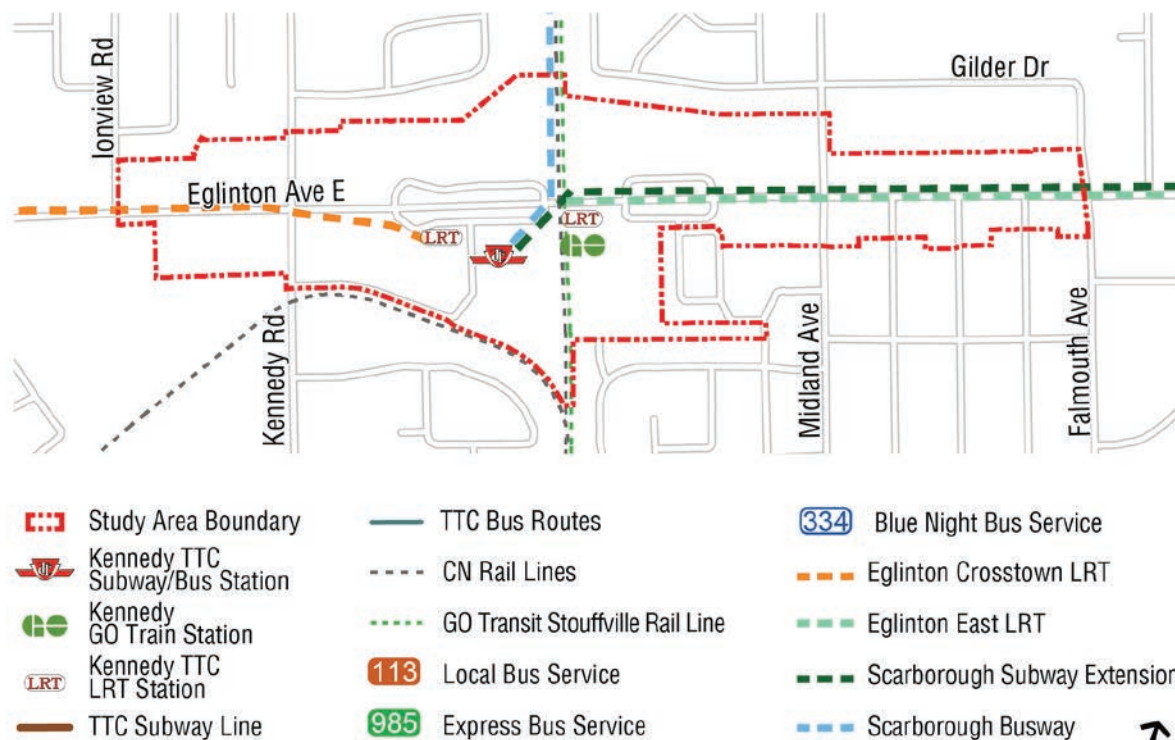 Ionview Rd
Gilder Dr
Eglinton Ave E
LRT
LRT
GO
Kennedy Rd
Midland Ave
Falmouth Ave
Study Area Boundary
Kennedy TTC
Subway/Bus Station
GO
Kennedy
GO Train Station
LRT
Kennedy TTC
LRT Station
TTC Subway Line
TTC Bus Routes
CN Rail Lines
GO Transit Stouffville Rail Line
113
Local Bus Service
985
Express Bus Service
334
Blue Night Bus Service
Eglinton Crosstown LRT
Eglinton East LRT
Scarborough Subway Extension
Scarborough Busway